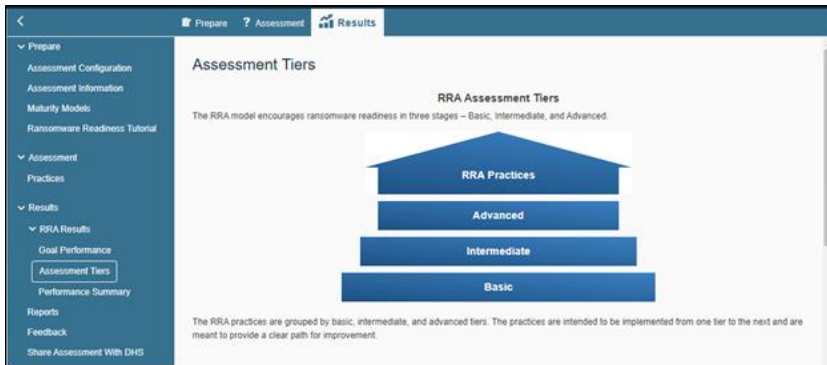 Prepare
Assessment
Results
Prepare
Assessment Configuration
Assessment Information
Maturity Models
Ransomware Readiness Tutorial
Assessment
Practices
Results
RRA Results
Goal Performance
Assessment Tiers
Performance Summary
Reports
Feedback
Share Assessment With DHS
Assessment Tiers
RRA Assessment Tiers
The RRA model encourages ransomware readiness in three stages – Basic, Intermediate, and Advanced.
RRA Practices
Advanced
Intermediate
Basic
The RRA practices are grouped by basic, intermediate, and advanced tiers. The practices are intended to be implemented from one tier to the next and are
meant to provide a clear path for improvement.